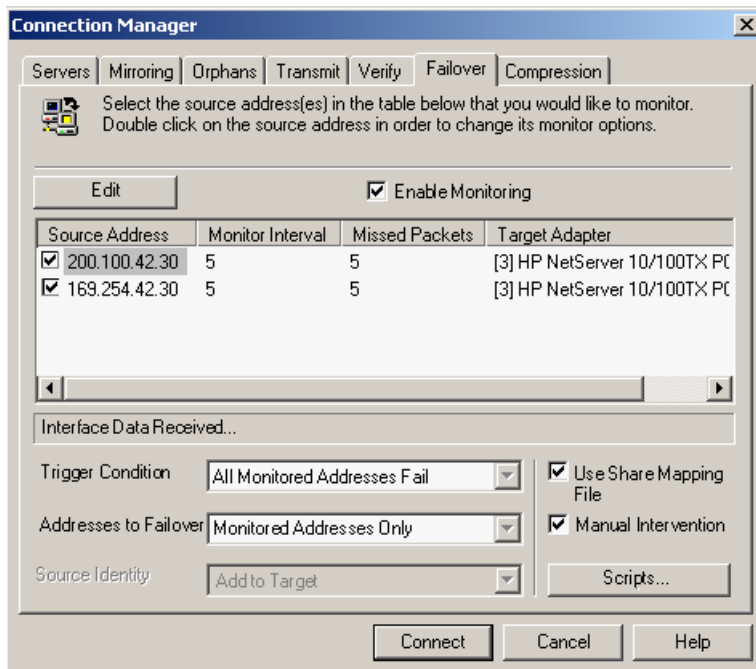 Connection Manager
Servers Mirroring Orphans Transmit Verify Failover Compression
Select the source address(es) in the table below that you would like to monitor.
Double click on the source address in order to change its monitor options.
Edit Enable Monitoring
Source Address Monitor Interval Missed Packets Target Adapter
200.100.42.30 5 5 [3] HP NetServer 10/100TX
169.254.42.30 5 5 [3] HP NetServer 10/100TX
Interface Data Received...
Trigger Condition All Monitored Addresses Fail Use Share Mapping
File
Addresses to Failover Monitored Addresses Only Manual Intervention
Source Identity Add to Target Scripts...
Connect Cancel Help